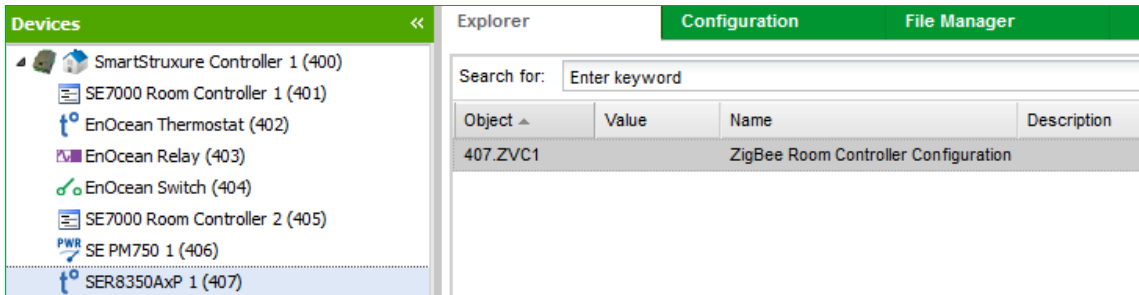 Devices «
SmartStruxure Controller 1 (400)
SE7000 Room Controller 1 (401)
EnOcean Thermostat (402)
EnOcean Relay (403)
EnOcean Switch (404)
SE7000 Room Controller 2 (405)
PWR SE PM750 1 (406)
SER8350AxP 1 (407)
Explorer Configuration File Manager
Search for: Enter keyword
Object Value Name Description
407.ZVC1 ZigBee Room Controller Configuration